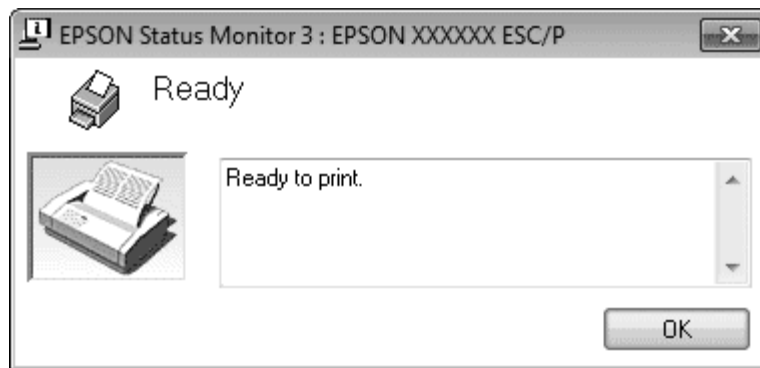 EPSON Status Monitor 3 : EPSON XXXXXX ESC/P
Ready
Ready to print.
OK